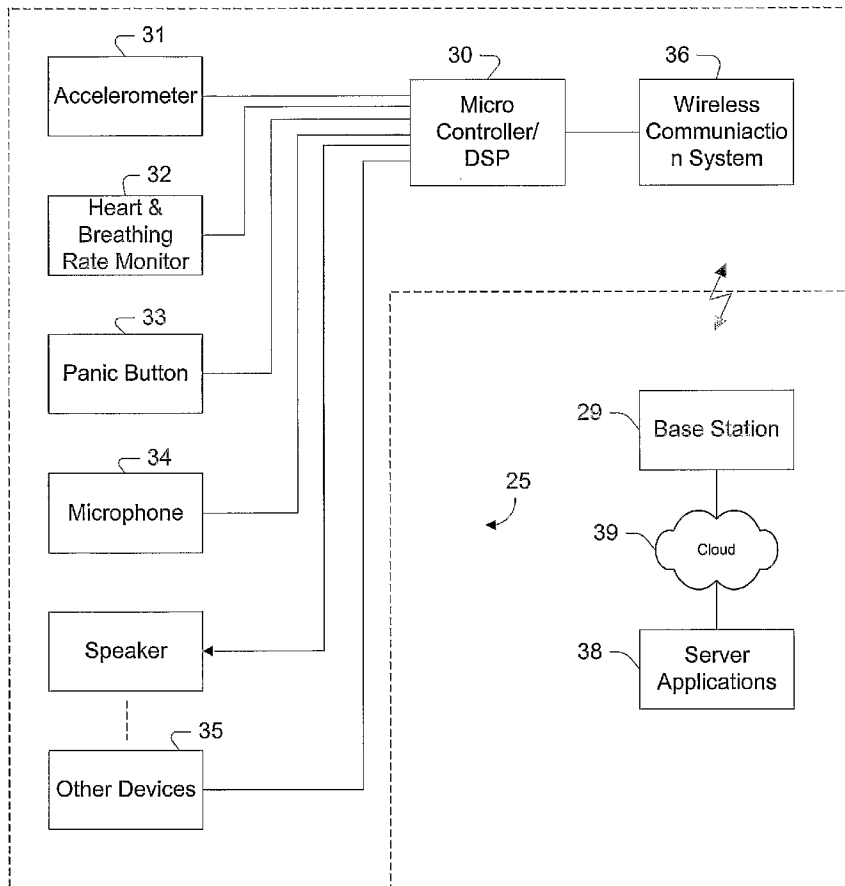 31
Accelerometer
30
Micro
Controller/
DSP
36
Wireless
Communiactio
n System
32
Heart &
Breathing
Rate Monitor
33
Panic Button
34
Microphone
Speaker
35
Other Devices
29
Base Station
25
39
Cloud
38
Server
Applications